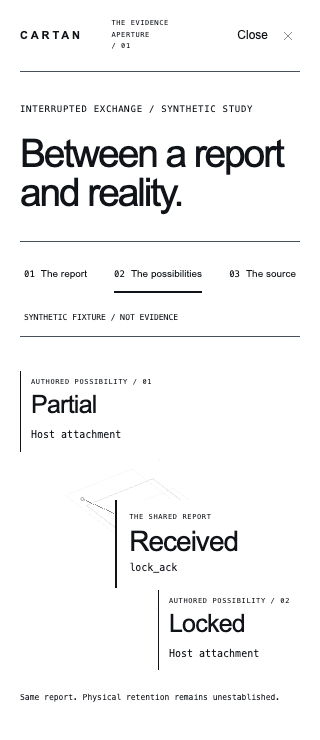 CARTAN
THE EVIDENCE
APERTURE
/ 01
Close
INTERRUPTED EXCHANGE / SYNTHETIC STUDY
Between a report
and reality.
01 The report
02 The possibilities
03 The source
SYNTHETIC FIXTURE / NOT EVIDENCE
AUTHORED POSSIBILITY / 01
Partial
Host attachment
THE SHARED REPORT
Received
lock_ack
AUTHORED POSSIBILITY / 02
Locked
Host attachment
Same report. Physical retention remains unestablished.